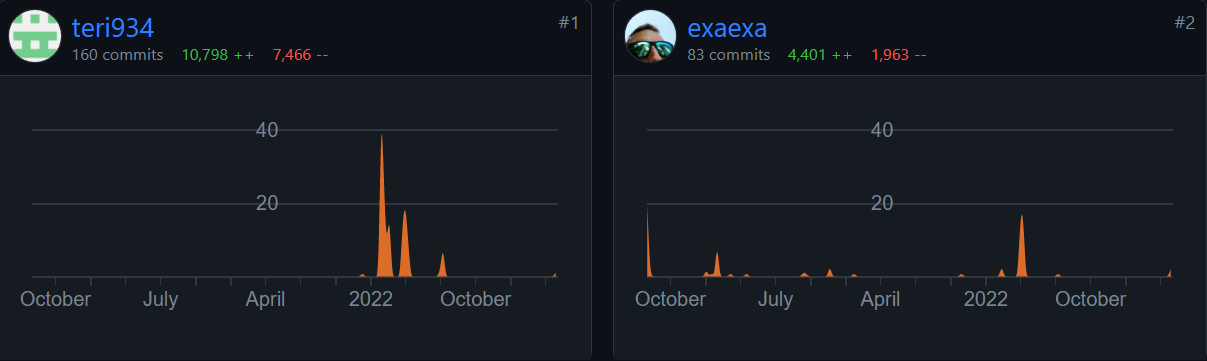 teri934
#1
160 commits 10,798 ++ 7,466 --
40
20
October July April 2022 October
exaexa
#2
83 commits 4,401 ++ 1,963 --
40
20
October July April 2022 October